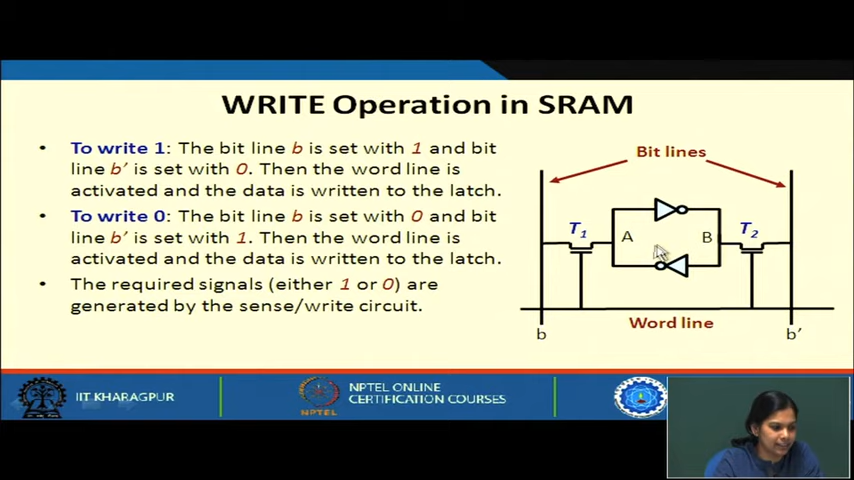 WRITE Operation in SRAM
• To write 1: The bit line b is set with 1 and bit
line b′ is set with 0. Then the word line is
activated and the data is written to the latch.
• To write 0: The bit line b is set with 0 and bit
line b′ is set with 1. Then the word line is
activated and the data is written to the latch.
• The required signals (either 1 or 0) are
generated by the sense/write circuit.
Bit lines
T1
A
B
T2
Word line
b
b′
IIT KHARAGPUR
NPTEL
NPTEL ONLINE
CERTIFICATION COURSES